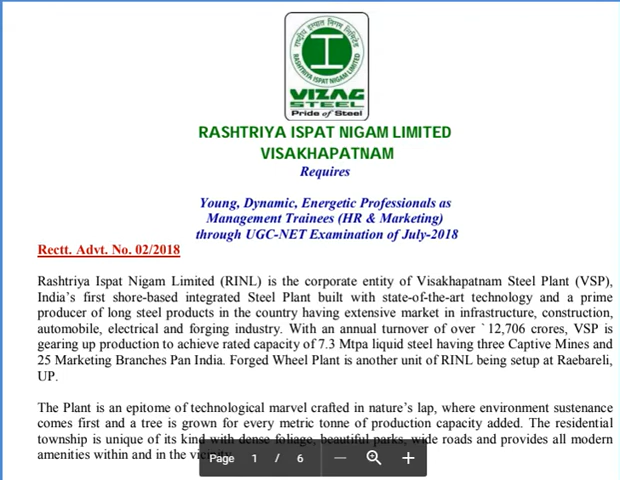 राष्ट्रीय इस्पात निगम लिमिटेड
RASHTRIYA ISPAT NIGAM LIMITED
VIZAG
STEEL
Pride of Steel
RASHTRIYA ISPAT NIGAM LIMITED
VISAKHAPATNAM
Requires
Young, Dynamic, Energetic Professionals as
Management Trainees (HR & Marketing)
through UGC-NET Examination of July-2018
Rectt. Advt. No. 02/2018
Rashtriya Ispat Nigam Limited (RINL) is the corporate entity of Visakhapatnam Steel Plant (VSP),
India's first shore-based integrated Steel Plant built with state-of-the-art technology and a prime
producer of long steel products in the country having extensive market in infrastructure, construction,
automobile, electrical and forging industry. With an annual turnover of over `12,706 crores, VSP is
gearing up production to achieve rated capacity of 7.3 Mtpa liquid steel having three Captive Mines and
25 Marketing Branches Pan India. Forged Wheel Plant is another unit of RINL being setup at Raebareli,
UP.
The Plant is an epitome of technological marvel crafted in nature's lap, where environment sustenance
comes first and a tree is grown for every metric tonne of production capacity added. The residential
township is unique of its kind with dense foliage, beautiful parks, wide roads and provides all modern
amenities within and in the
Page 1 / 6 — +